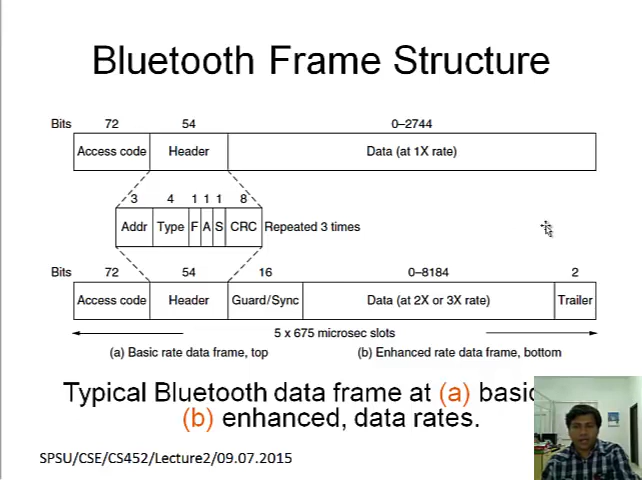 Bluetooth Frame Structure
Bits 72 54 0–2744
Access code Header Data (at 1X rate)
3 4 1 1 1 8
Addr Type F A S CRC Repeated 3 times
Bits 72 54 16 0–8184 2
Access code Header Guard/Sync Data (at 2X or 3X rate) Trailer
5 x 675 microsec slots
(a) Basic rate data frame, top (b) Enhanced rate data frame, bottom
Typical Bluetooth data frame at (a) basic
(b) enhanced, data rates.
SPSU/CSE/CS452/Lecture2/09.07.2015